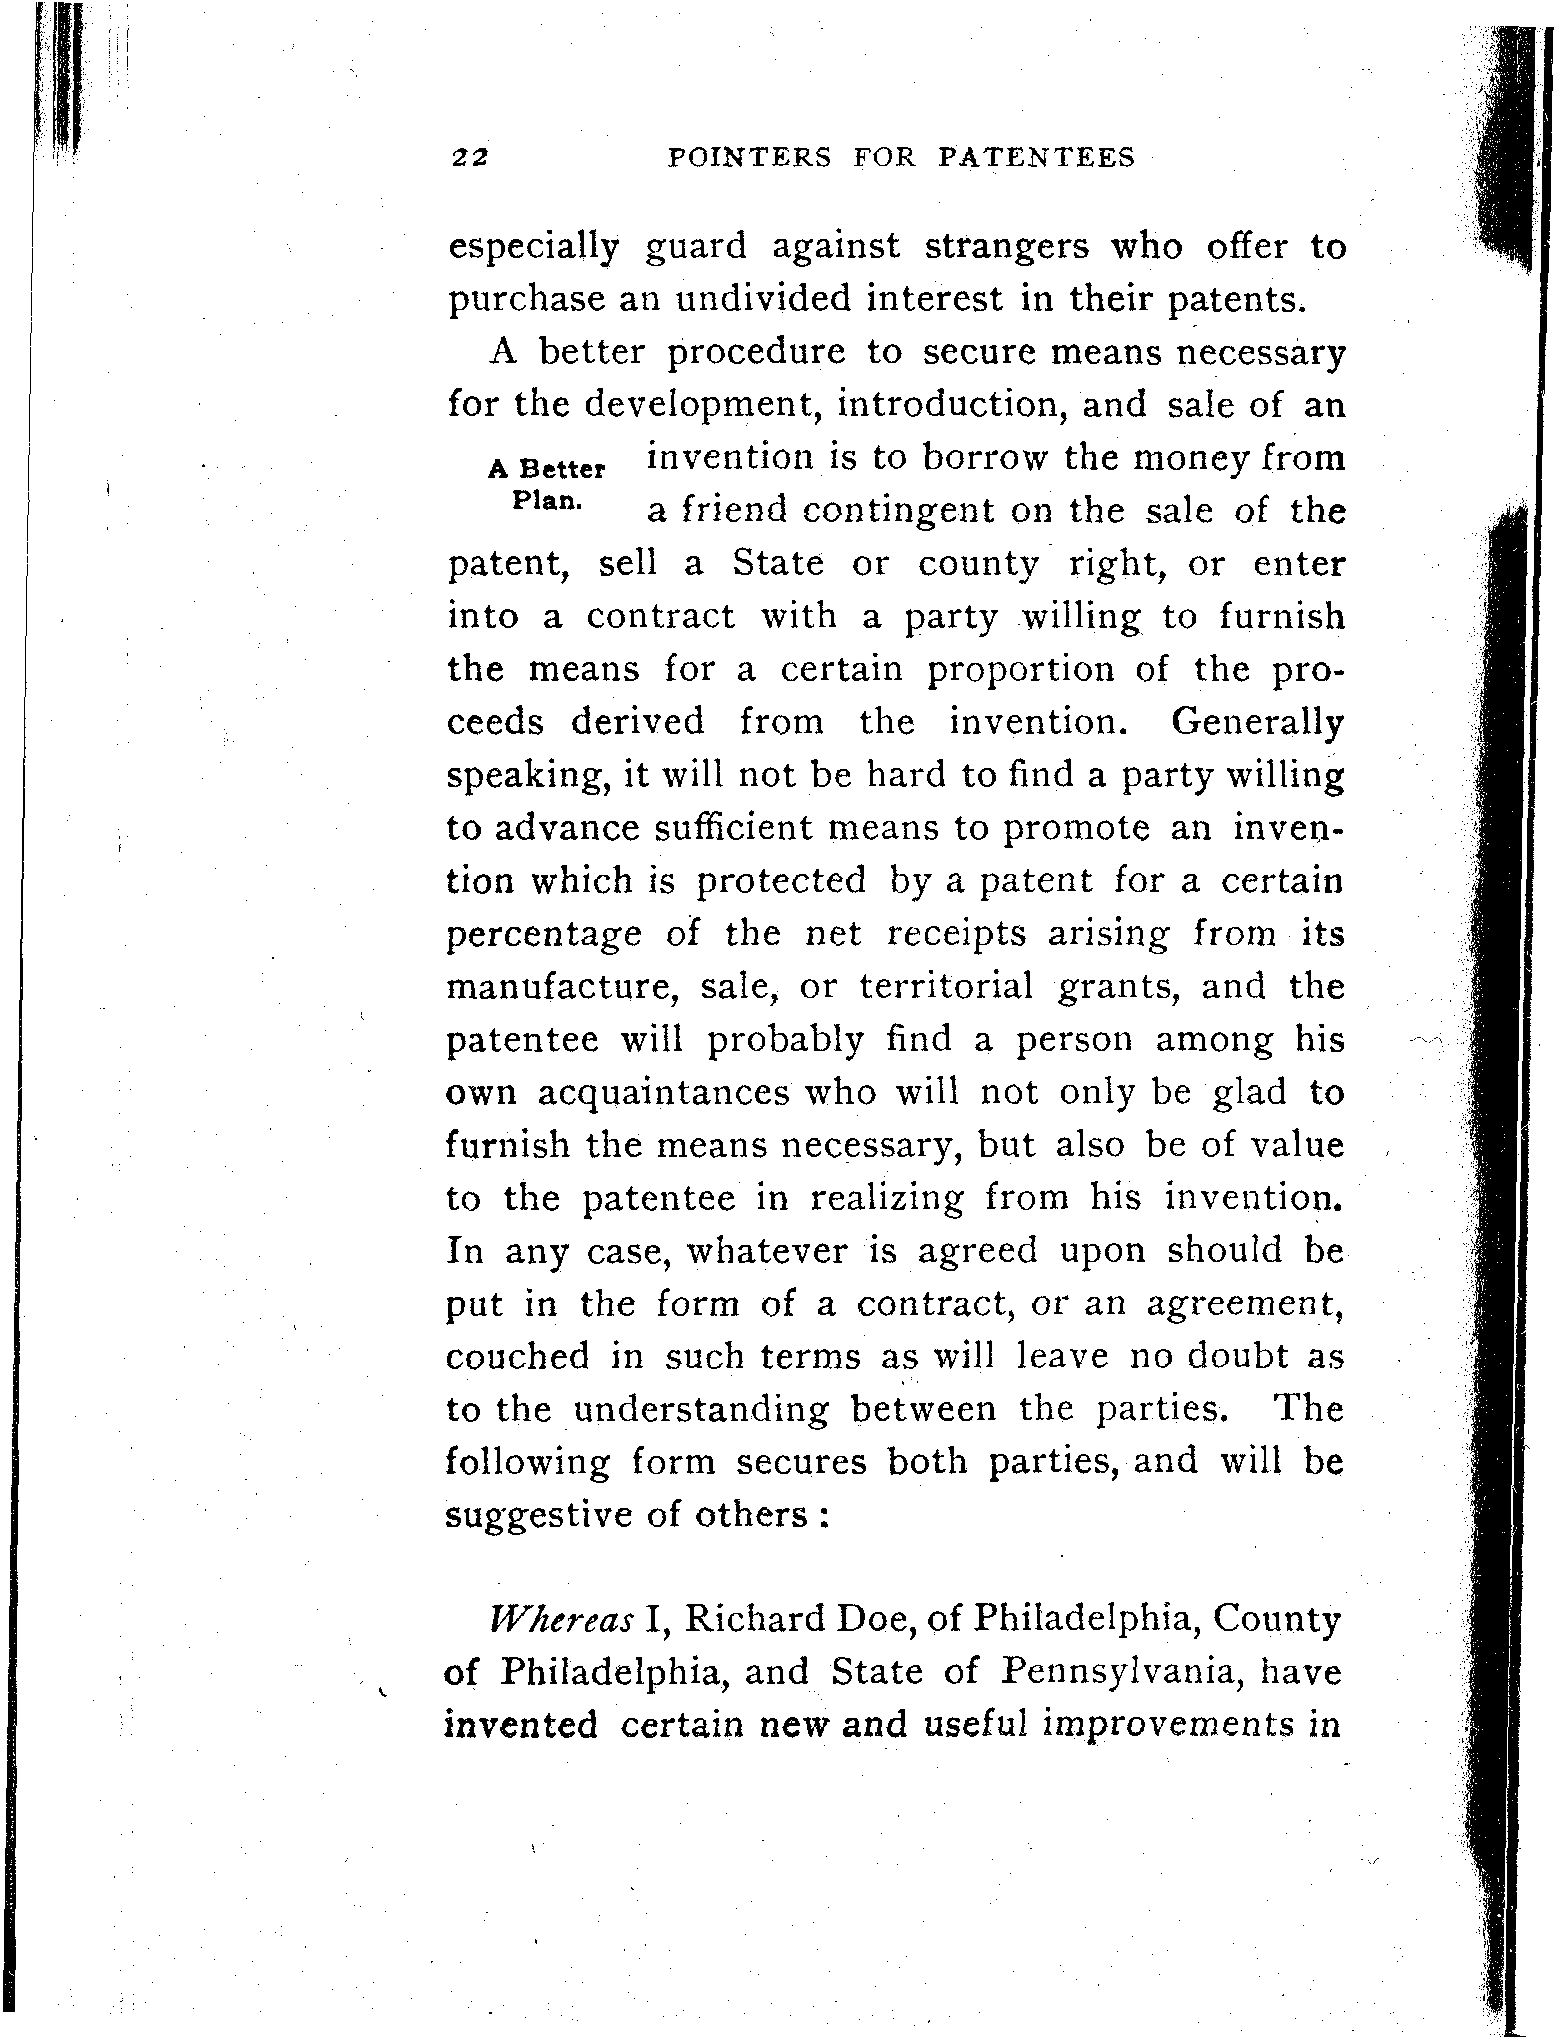 22 POINTERS FOR PATENTEES
especially guard against strangers who offer to
purchase an undivided interest in their patents.
A better procedure to secure means necessary
for the development, introduction, and sale of an
A Better
Plan.
invention is to borrow the money from
a friend contingent on the sale of the
patent, sell a State or county right, or enter
into a contract with a party willing to furnish
the means for a certain proportion of the pro-
ceeds derived from the invention. Generally
speaking, it will not be hard to find a party willing
to advance sufficient means to promote an inven-
tion which is protected by a patent for a certain
percentage of the net receipts arising from its
manufacture, sale, or territorial grants, and the
patentee will probably find a person among his
own acquaintances who will not only be glad to
furnish the means necessary, but also be of value
to the patentee in realizing from his invention.
In any case, whatever is agreed upon should be
put in the form of a contract, or an agreement,
couched in such terms as will leave no doubt as
to the understanding between the parties. The
following form secures both parties, and will be
suggestive of others :
Whereas I, Richard Doe, of Philadelphia, County
of Philadelphia, and State of Pennsylvania, have
invented certain new and useful improvements in